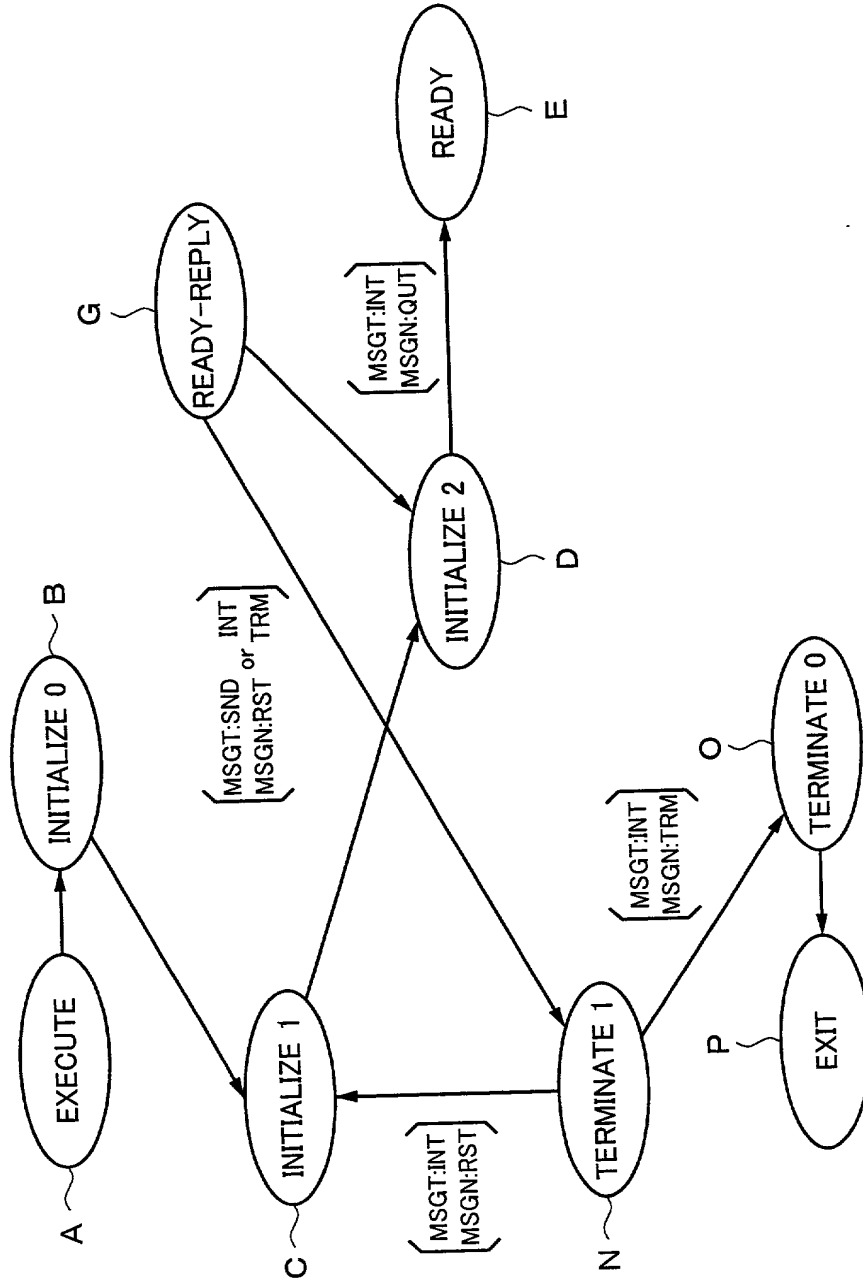 A
EXECUTE
INITIALIZE 0
B
G
READY-REPLY
MSGT:SND or INT
MSGN:RST TRM
C
INITIALIZE 1
MSGT:INT
MSGN:QUT
MSGT:INT
MSGN:RST
INITIALIZE 2
READY
D
E
N
TERMINATE 1
MSGT:INT
MSGN:TRM
P
O
EXIT
TERMINATE 0